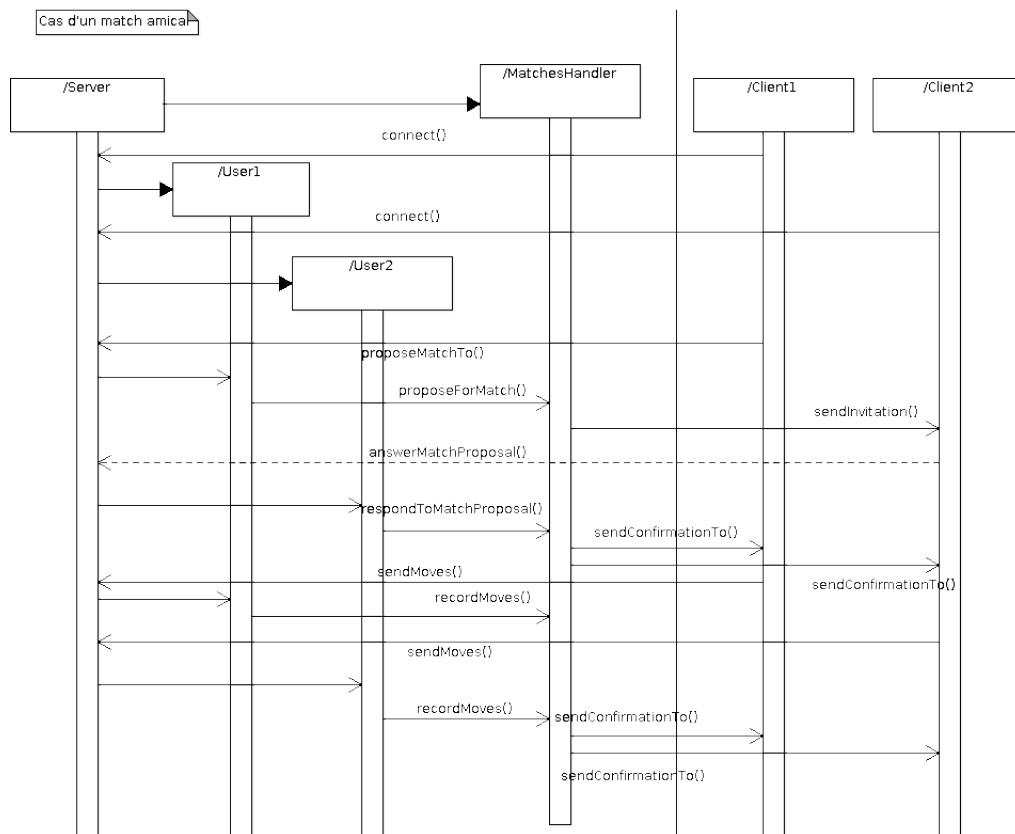 Cas d'un match amical
/MatchesHandler
/Server
/Client1
/Client2
connect()
/User1
connect()
/User2
proposeMatchTo()
proposeForMatch()
sendInvitation()
answerMatchProposal()
respondToMatchProposal()
sendConfirmationTo()
sendMoves()
sendConfirmationTo()
recordMoves()
sendMoves()
recordMoves()
sendConfirmationTo()
sendConfirmationTo()